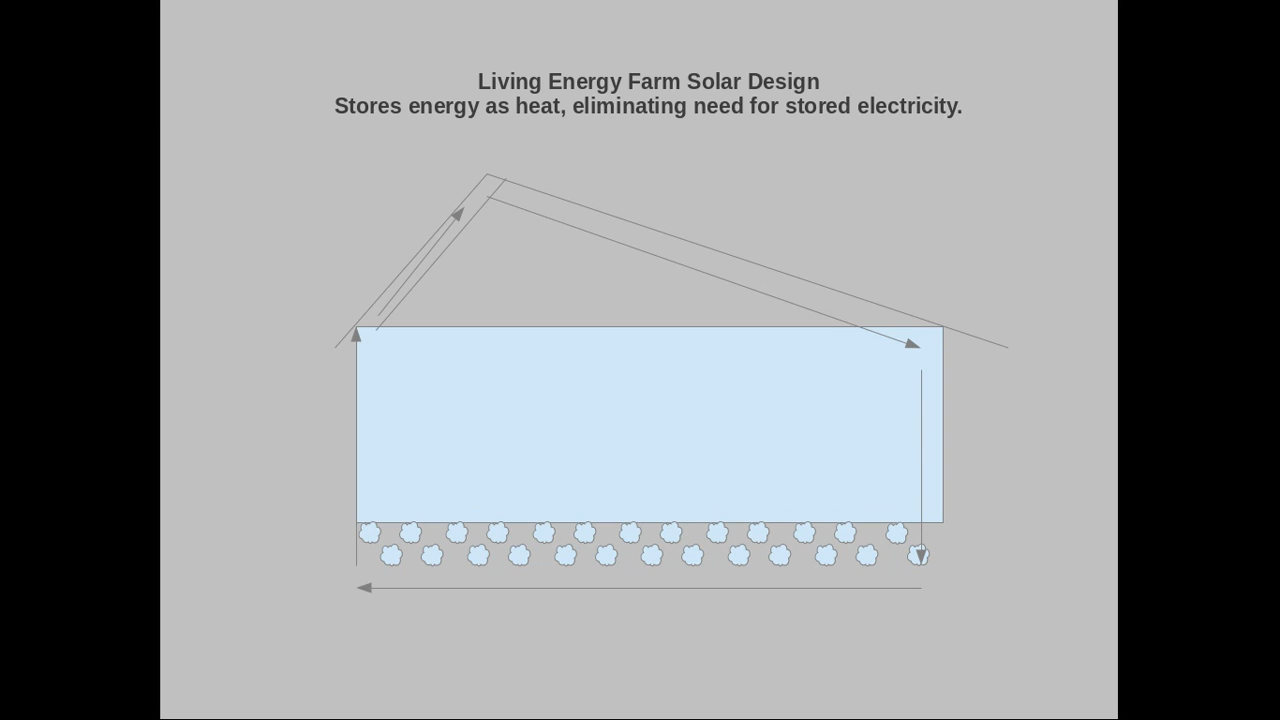 Living Energy Farm Solar Design
Stores energy as heat, eliminating need for stored electricity.